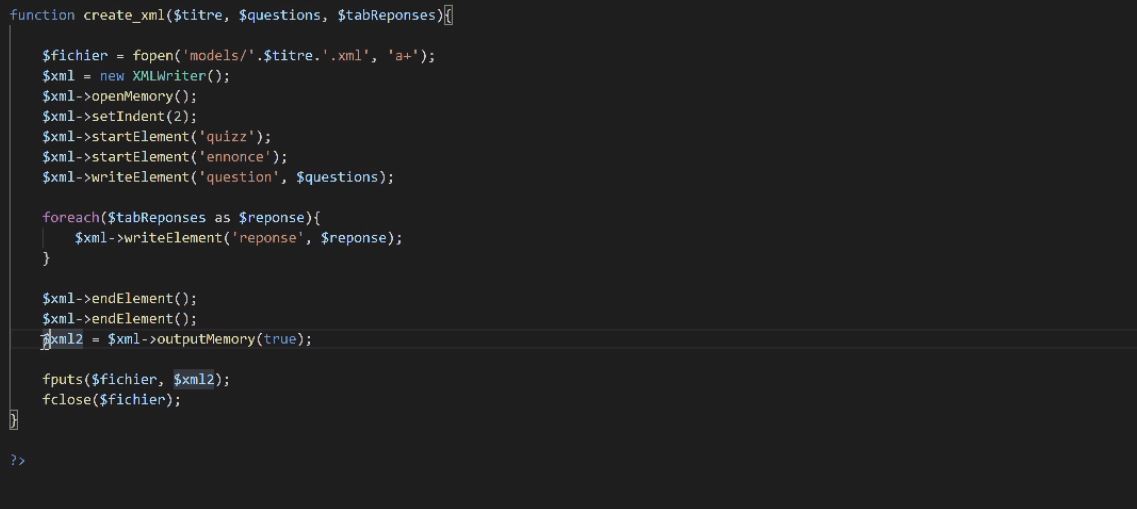 function create_xml($titre, $questions, $tabReponses){
$fichier = fopen('models/'.$titre.'.xml', 'a+');
$xml = new XMLWriter();
$xml->openMemory();
$xml->setIndent(2);
$xml->startElement('quizz');
$xml->startElement('ennonce');
$xml->writeElement('question', $questions);
foreach($tabReponses as $reponse){
$xml->writeElement('reponse', $reponse);
}
$xml->endElement();
$xml->endElement();
$xml2 = $xml->outputMemory(true);
fputs($fichier, $xml2);
fclose($fichier);
}
?>